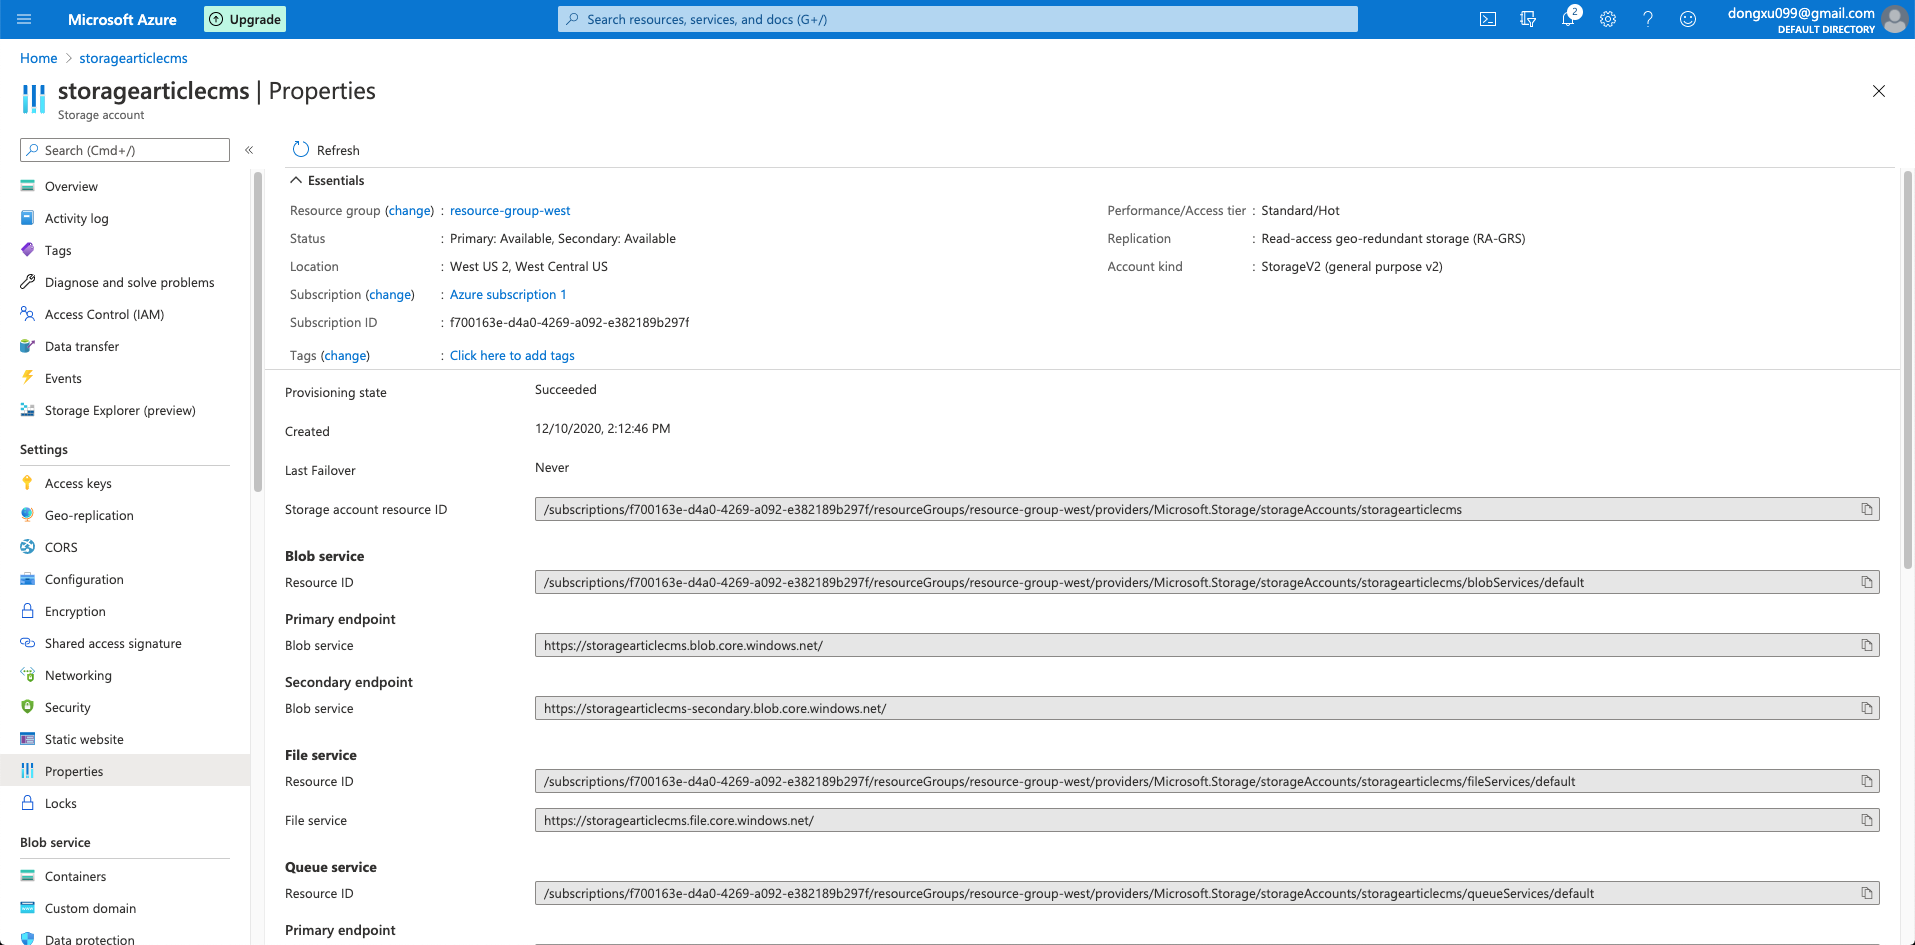 Microsoft Azure
Upgrade
Search resources, services, and docs (G+/)
2
dongxu099@gmail.com
DEFAULT DIRECTORY
Home > storagearticlecms
storagearticlecms | Properties
Storage account
Search (Cmd+/)
«
Overview
Activity log
Tags
Diagnose and solve problems
Access Control (IAM)
Data transfer
Events
Storage Explorer (preview)
Settings
Access keys
Geo-replication
CORS
Configuration
Encryption
Shared access signature
Networking
Security
Static website
Properties
Locks
Blob service
Containers
Custom domain
Data protection
Refresh
Essentials
Resource group (change) : resource-group-west
Status : Primary: Available, Secondary: Available
Location : West US 2, West Central US
Subscription (change) : Azure subscription 1
Subscription ID : f700163e-d4a0-4269-a092-e382189b297f
Tags (change) : Click here to add tags
Performance/Access tier : Standard/Hot
Replication : Read-access geo-redundant storage (RA-GRS)
Account kind : StorageV2 (general purpose v2)
Provisioning state Succeeded
Created 12/10/2020, 2:12:46 PM
Last Failover Never
Storage account resource ID /subscriptions/f700163e-d4a0-4269-a092-e382189b297f/resourceGroups/resource-group-west/providers/Microsoft.Storage/storageAccounts/storagearticlecms
Blob service
Resource ID /subscriptions/f700163e-d4a0-4269-a092-e382189b297f/resourceGroups/resource-group-west/providers/Microsoft.Storage/storageAccounts/storagearticlecms/blobServices/default
Primary endpoint
Blob service https://storagearticlecms.blob.core.windows.net/
Secondary endpoint
Blob service https://storagearticlecms-secondary.blob.core.windows.net/
File service
Resource ID /subscriptions/f700163e-d4a0-4269-a092-e382189b297f/resourceGroups/resource-group-west/providers/Microsoft.Storage/storageAccounts/storagearticlecms/fileServices/default
File service https://storagearticlecms.file.core.windows.net/
Queue service
Resource ID /subscriptions/f700163e-d4a0-4269-a092-e382189b297f/resourceGroups/resource-group-west/providers/Microsoft.Storage/storageAccounts/storagearticlecms/queueServices/default
Primary endpoint